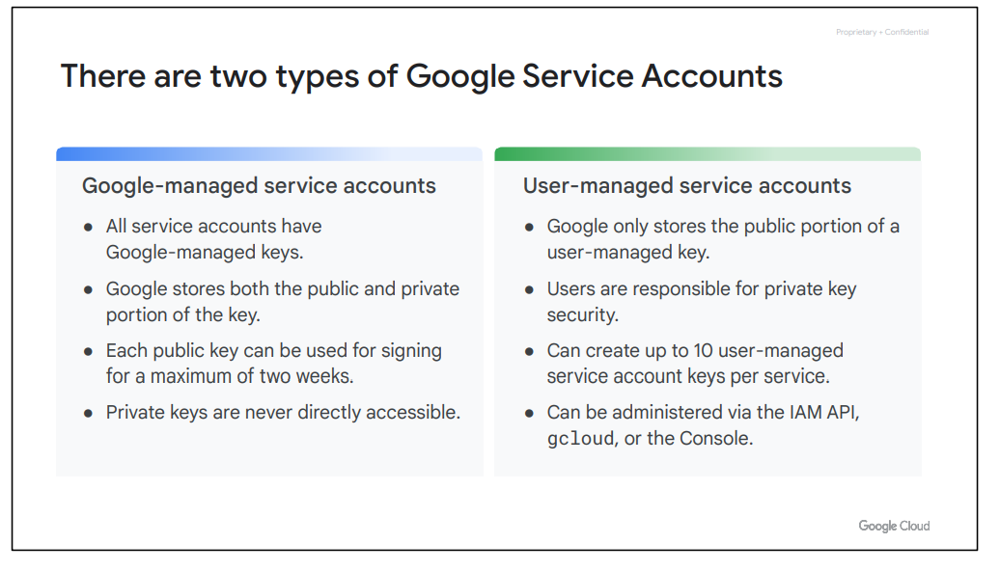 Proprietary + Confidential
There are two types of Google Service Accounts
Google-managed service accounts
● All service accounts have
Google-managed keys.
● Google stores both the public and private
portion of the key.
● Each public key can be used for signing
for a maximum of two weeks.
● Private keys are never directly accessible.
User-managed service accounts
● Google only stores the public portion of a
user-managed key.
● Users are responsible for private key
security.
● Can create up to 10 user-managed
service account keys per service.
● Can be administered via the IAM API,
gcloud, or the Console.
Google Cloud